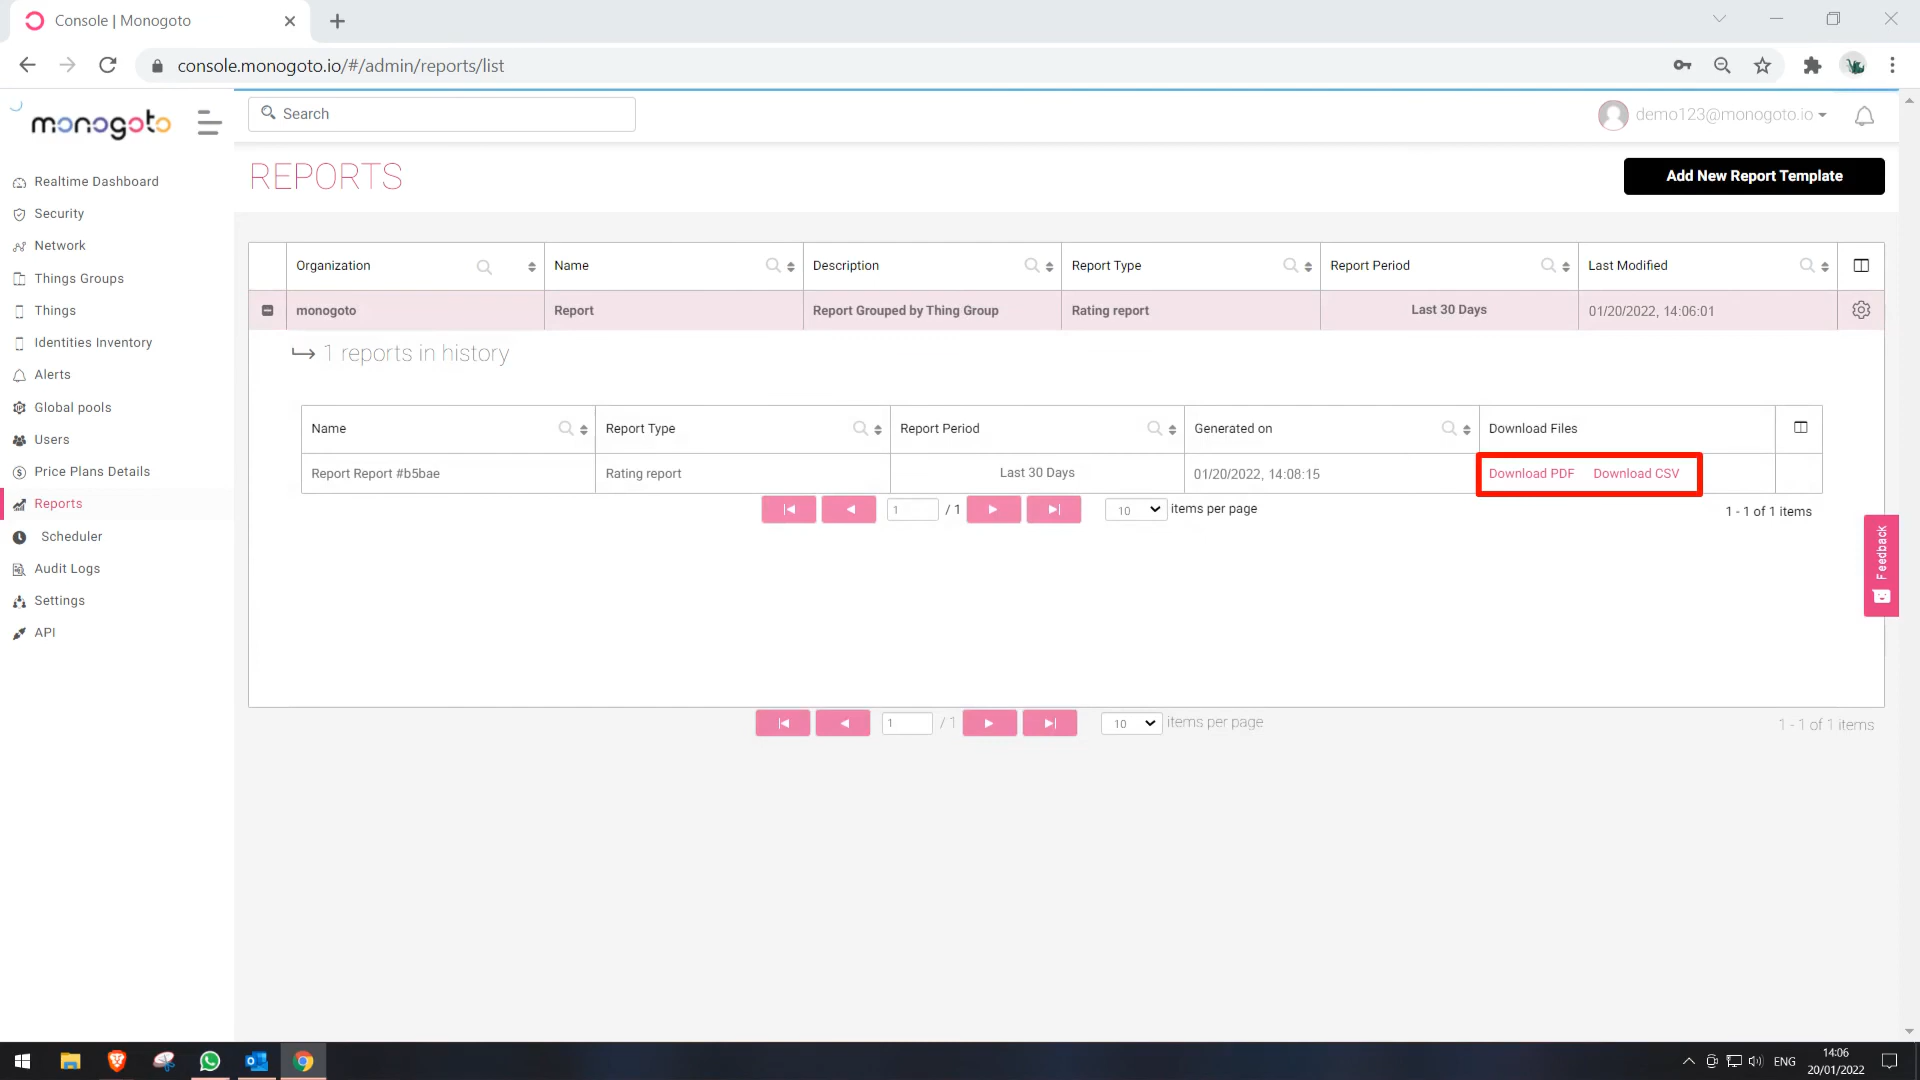 Console | Monogoto
console.monogoto.io/#/admin/reports/list
monogoto
Search
demo123@monogoto.io
Realtime Dashboard
Security
Network
Things Groups
Things
Identities Inventory
Alerts
Global pools
Users
Price Plans Details
Reports
Scheduler
Audit Logs
Settings
API
REPORTS
Add New Report Template
Organization Name Description Report Type Report Period Last Modified
monogoto Report Report Grouped by Thing Group Rating report Last 30 Days 01/20/2022, 14:06:01
1 reports in history
Name Report Type Report Period Generated on Download Files
Report Report #b5bae Rating report Last 30 Days 01/20/2022, 14:08:15 Download PDF Download CSV
1 / 1 10 items per page 1 - 1 of 1 items
Feedback
1 / 1 10 items per page 1 - 1 of 1 items
ENG
14:06
20/01/2022